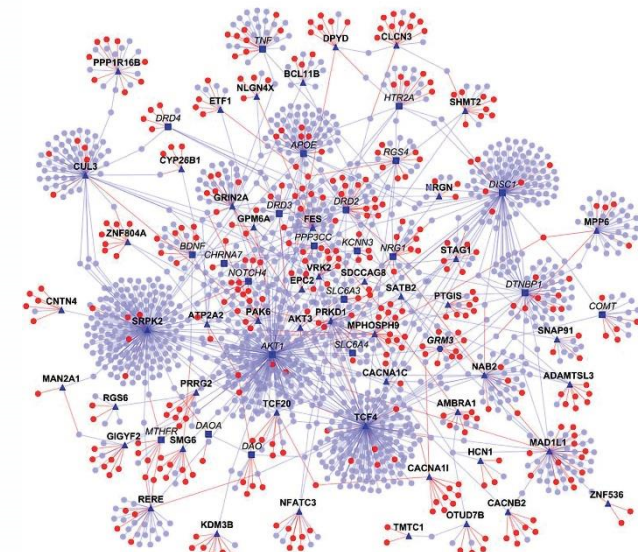 TNF
DPYD
CLCN3
PPP1R16B
BCL11B
NLGN4X
HTR2A
ETF1
SHMT2
DRD4
APOE
RGS4
CUL3
CYP26B1
GRIN2A
DRD3
DRD2
NRGN
DISC1
GPM6A
FES
MPP6
ZNF804A
BDNF
PPP3CC
KCNN3
NRG1
STAG1
CHRNA7
NOTCH4
VRK2
SDCCAG8
EPC2
SLC6A3
SATB2
DTNBP1
PTGIS
CNTN4
COMT
SRPK2
ATP2A2
PAK6
AKT3
PRKD1
MPHOSPH9
SNAP91
AKT1
SLC6A4
GRM3
MAN2A1
PRRG2
CACNA1C
NAB2
ADAMTSL3
RGS6
TCF20
TCF4
AMBRA1
GIGYF2
MTHFR
SMG6
DAOA
DAO
MAD1L1
HCN1
CACNA1I
RERE
NFATC3
ZNF536
KDM3B
TMTC1
OTUD7B
CACNB2